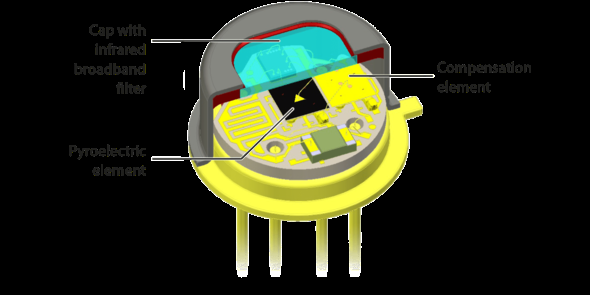 Cap with
infrared
broadband
filter
Compensation
element
Pyroelectric
element